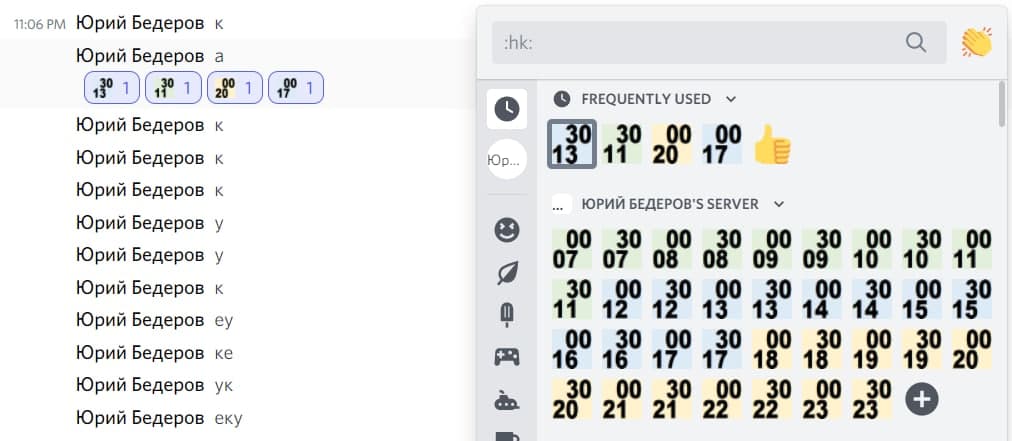 11:06 PM Юрий Бедеров к
Юрий Бедеров а
30 30 00 00
13 1 11 1 20 1 17 1
Юрий Бедеров к
Юрий Бедеров к
Юрий Бедеров к
Юрий Бедеров у
Юрий Бедеров у
Юрий Бедеров к
Юрий Бедеров еу
Юрий Бедеров ке
Юрий Бедеров ук
Юрий Бедеров еку
:hk:
FREQUENTLY USED
30 30 00 00
13 11 20 17
Юр...
... ЮРИЙ БЕДЕРОВ'S SERVER
00 30 00 30 00 30 00 30 00
07 07 08 08 09 09 10 10 11
30 00 30 00 30 00 30 00 30
11 12 12 13 13 14 14 15 15
00 30 00 30 00 30 00 30 00
16 16 17 17 18 18 19 19 20
30 00 30 00 30 00 30
20 21 21 22 22 23 23